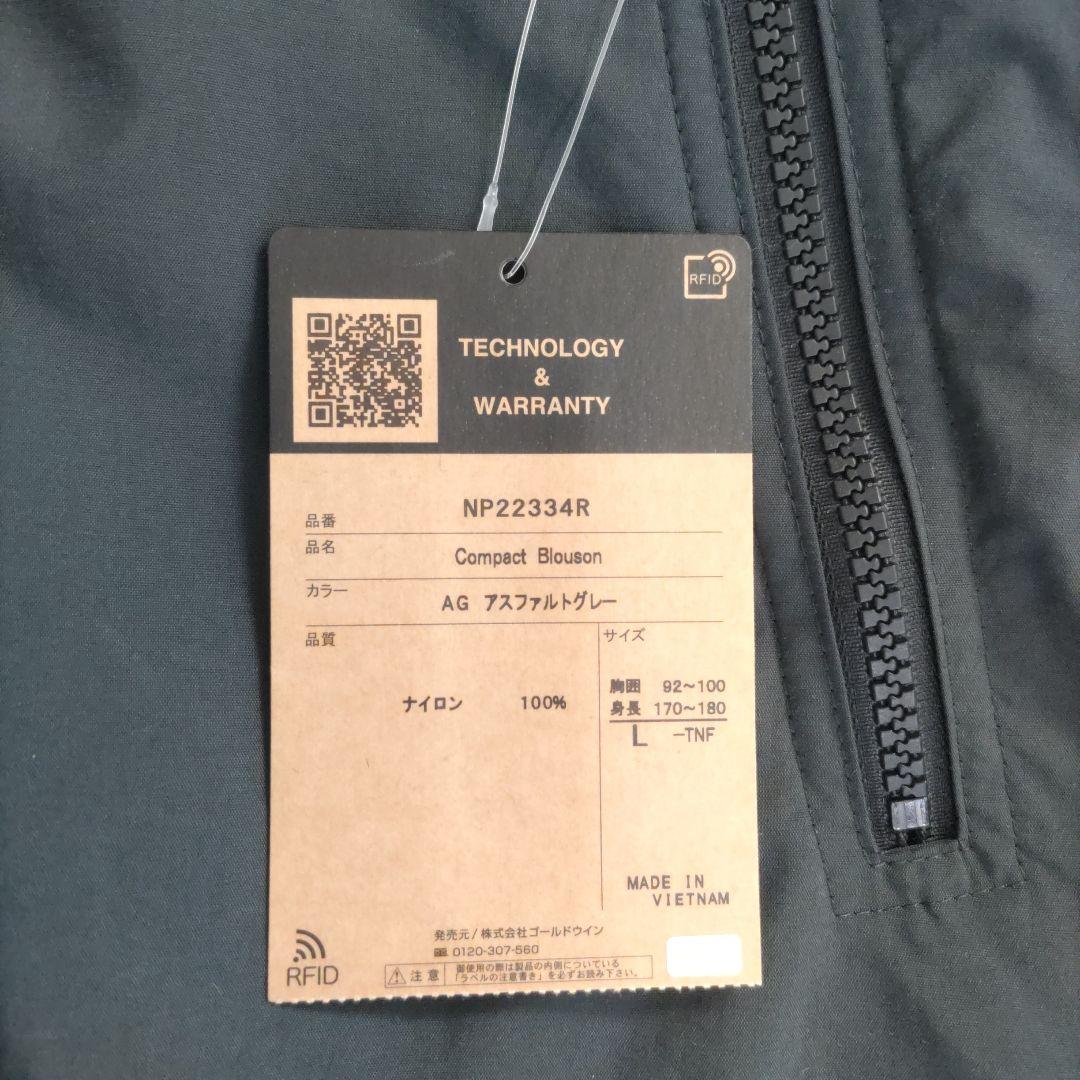 RFID
TECHNOLOGY
&
WARRANTY
品番 NP22334R
品名 Compact Blouson
カラー AG アスファルトグレー
品質
ナイロン 100%
サイズ
胸囲 92～100
身長 170～180
L -TNF
MADE IN
VIETNAM
発売元/株式会社ゴールドウイン
0120-307-560
RFID
注意
御使用の際は製品の内側についている
「ラベルの注意書き」を必ずお読み下さい。